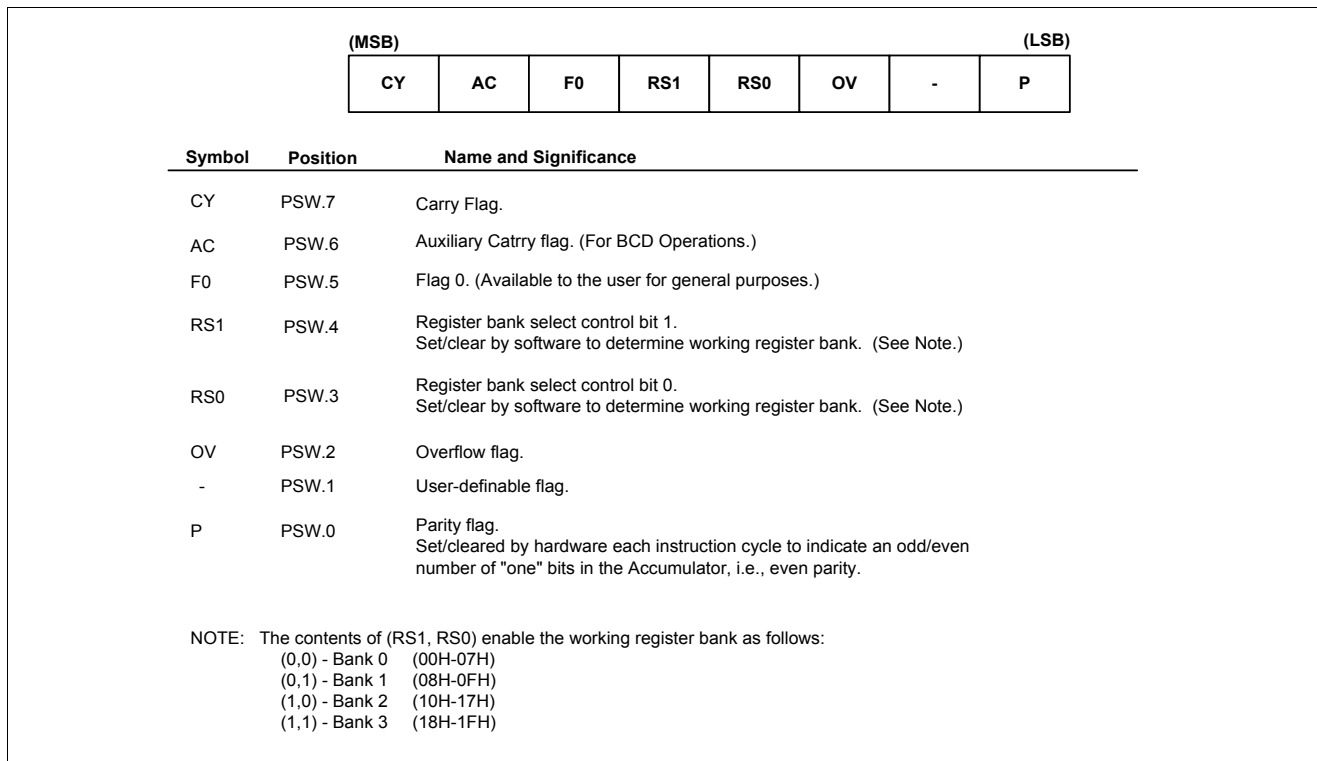 (MSB) (LSB)
CY AC F0 RS1 RS0 OV - P
Symbol Position Name and Significance
CY PSW.7 Carry Flag.
AC PSW.6 Auxiliary Catrry flag. (For BCD Operations.)
F0 PSW.5 Flag 0. (Available to the user for general purposes.)
RS1 PSW.4 Register bank select control bit 1.
Set/clear by software to determine working register bank. (See Note.)
RS0 PSW.3 Register bank select control bit 0.
Set/clear by software to determine working register bank. (See Note.)
OV PSW.2 Overflow flag.
- PSW.1 User-definable flag.
P PSW.0 Parity flag.
Set/cleared by hardware each instruction cycle to indicate an odd/even
number of "one" bits in the Accumulator, i.e., even parity.
NOTE: The contents of (RS1, RS0) enable the working register bank as follows:
(0,0) - Bank 0 (00H-07H)
(0,1) - Bank 1 (08H-0FH)
(1,0) - Bank 2 (10H-17H)
(1,1) - Bank 3 (18H-1FH)